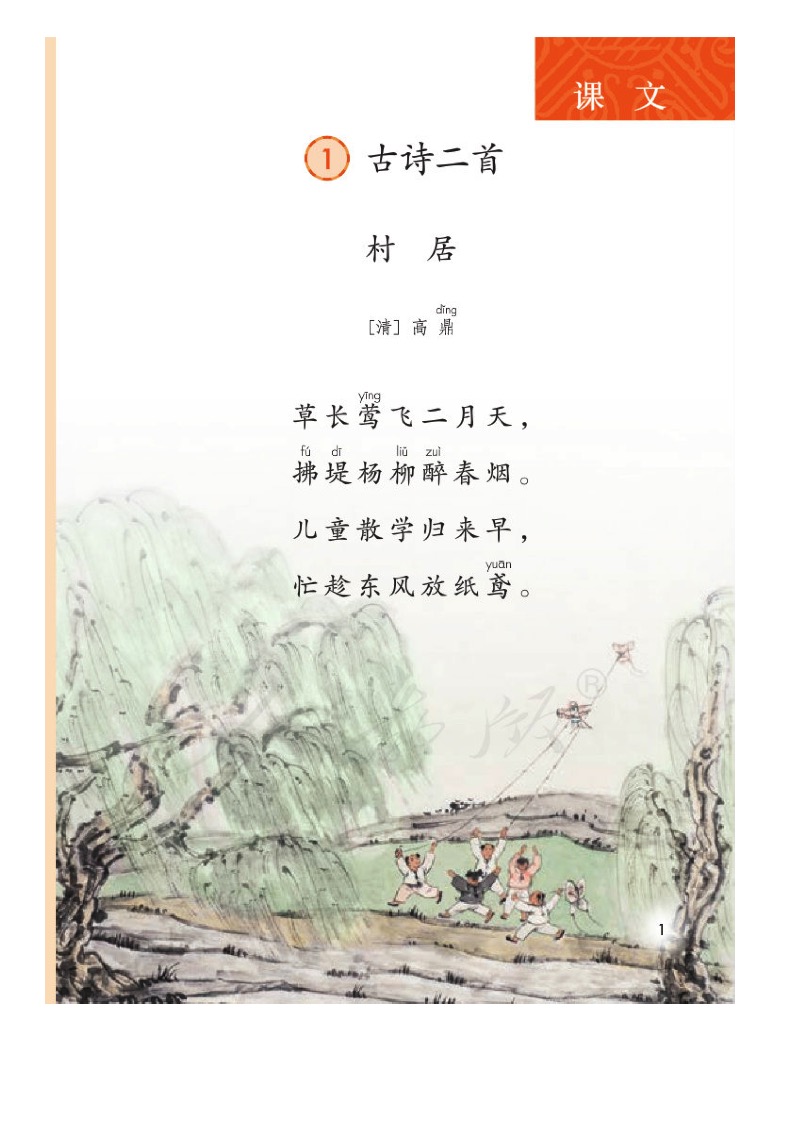 课 文
1 古诗二首
村 居
dǐng
［清］高 鼎
yīng
草长莺飞二月天，
fú dī liǔ zuì
拂堤杨柳醉春烟。
儿童散学归来早，
yuān
忙趁东风放纸鸢。
版®
1